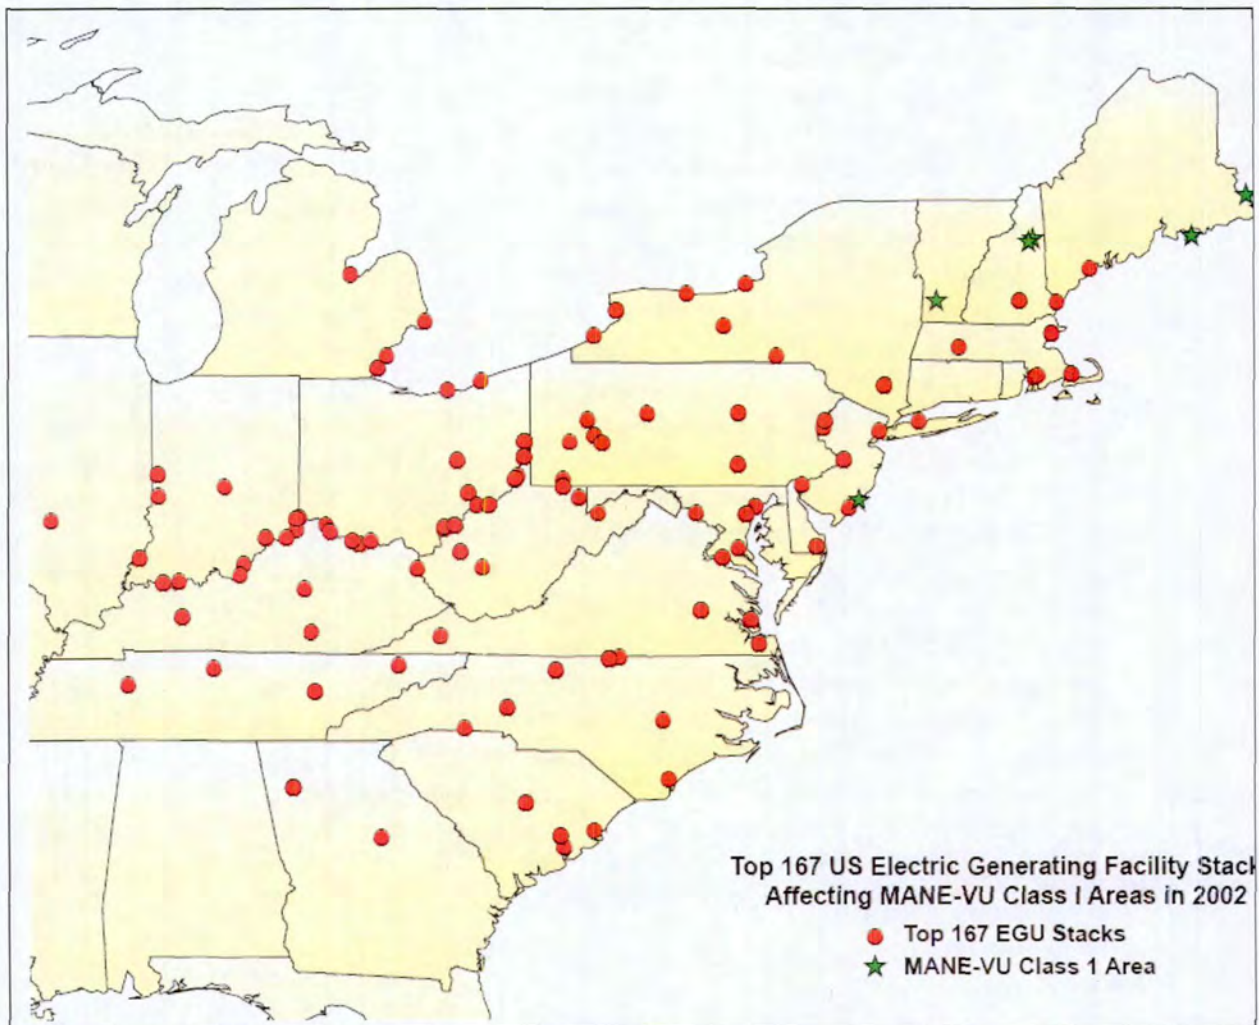 Top 167 US Electric Generating Facility Stack
Affecting MANE-VU Class I Areas in 2002
Top 167 EGU Stacks
MANE-VU Class 1 Area